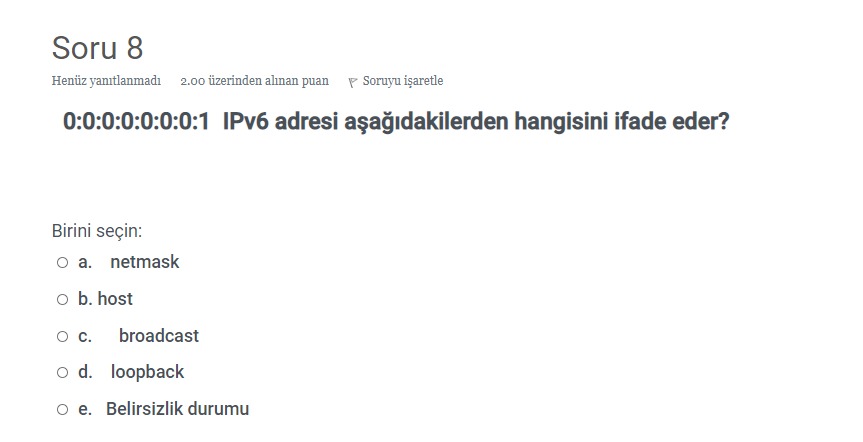 Soru 8
Henüz yanıtlanmadı 2.00 üzerinden alınan puan Soruyu işaretle
0:0:0:0:0:0:0:1 IPv6 adresi aşağıdakilerden hangisini ifade eder?
Birini seçin:
a. netmask
b. host
c. broadcast
d. loopback
e. Belirsizlik durumu